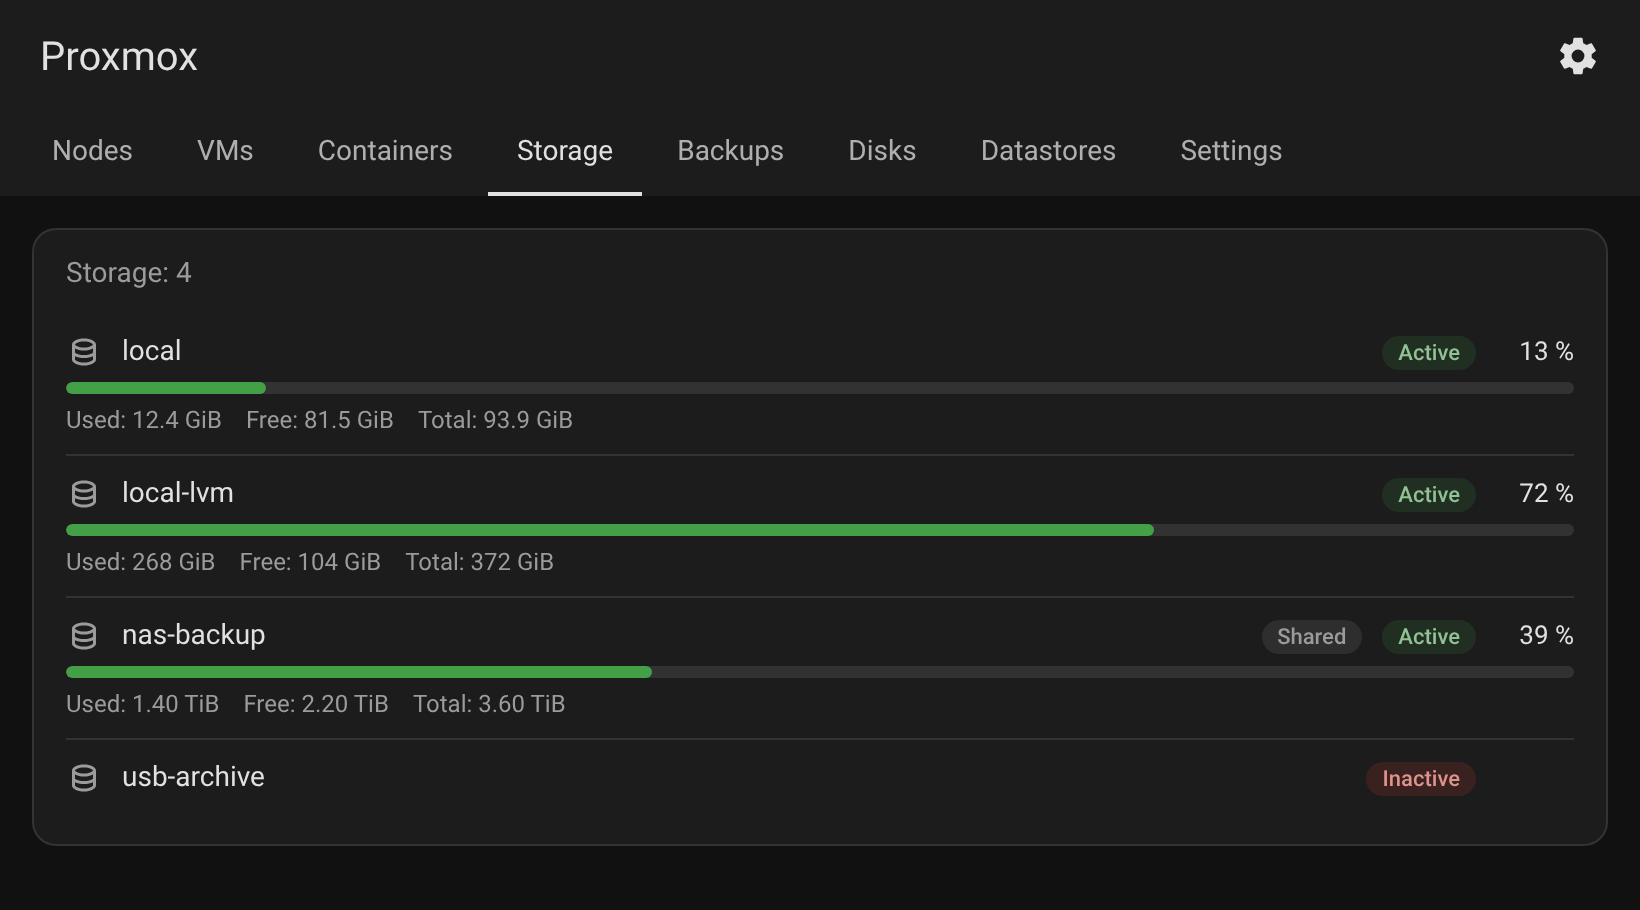 Proxmox
Nodes VMs Containers Storage Backups Disks Datastores Settings
Storage: 4
local Active 13 %
Used: 12.4 GiB Free: 81.5 GiB Total: 93.9 GiB
local-lvm Active 72 %
Used: 268 GiB Free: 104 GiB Total: 372 GiB
nas-backup Shared Active 39 %
Used: 1.40 TiB Free: 2.20 TiB Total: 3.60 TiB
usb-archive Inactive